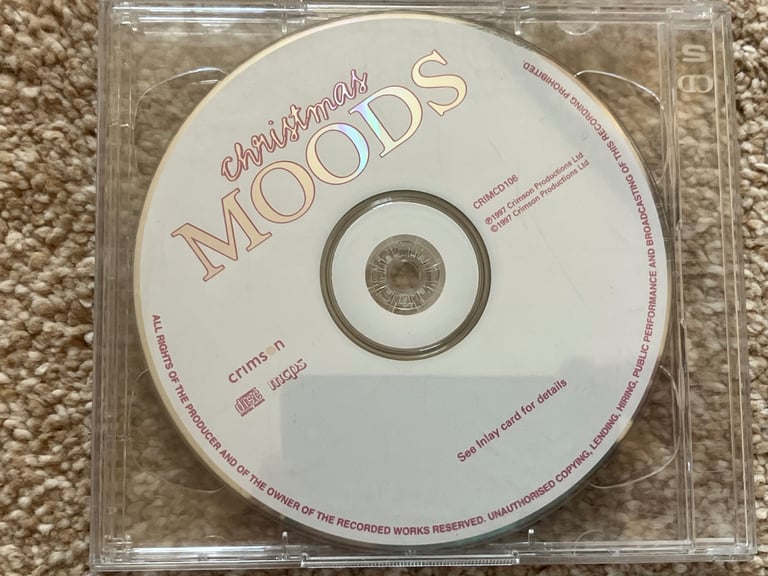 Christmas
MOODS
CRIMCD106
℗1997 Crimson Productions Ltd
©1997 Crimson Productions Ltd
crimson
mcps
disc
See Inlay card for details
ALL RIGHTS OF THE PRODUCER AND OF THE OWNER OF THE RECORDED WORKS RESERVED. UNAUTHORISED COPYING, LENDING, HIRING, PUBLIC PERFORMANCE AND BROADCASTING OF THIS RECORDING PROHIBITED.